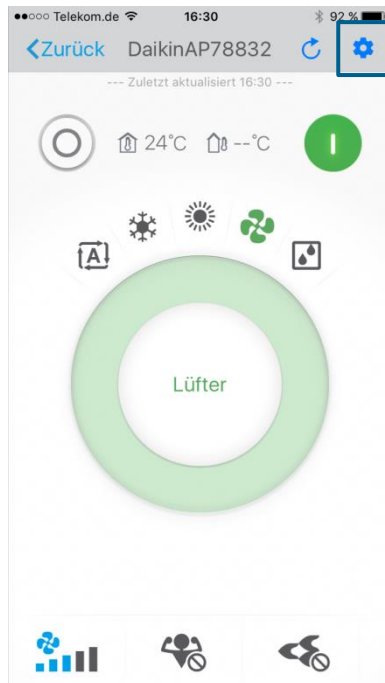 Telekom.de 16:30 92 %
Zurück DaikinAP78832
--- Zuletzt aktualisiert 16:30 ---
24°C --°C
I
A
Lüfter